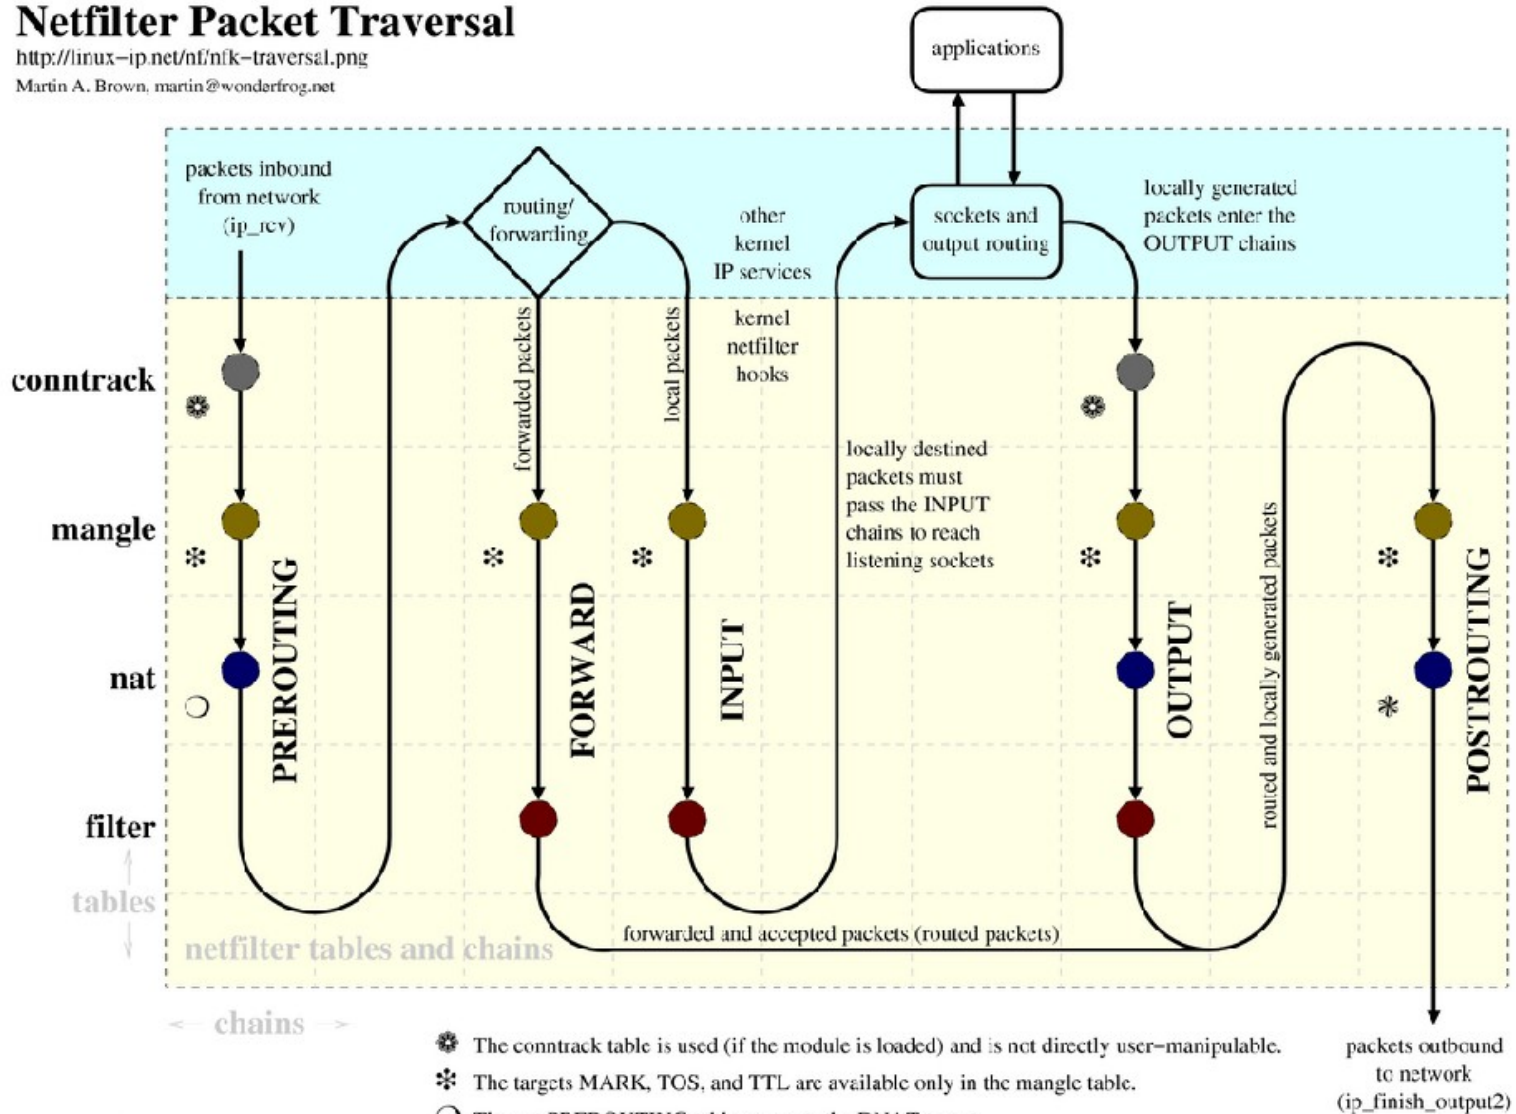 Netfilter Packet Traversal
http://linux-ip.net/nf/nfk-traversal.png
Martin A. Brown, martin@wonderfrog.net
applications
packets inbound
from network
(ip_rcv)
routing/
forwarding
other
kernel
IP services
sockets and
output routing
locally generated
packets enter the
OUTPUT chains
kernel
netfilter
hooks
forwarded packets
local packets
conntrack
locally destined
packets must
pass the INPUT
chains to reach
listening sockets
mangle
PREROUTING
FORWARD
INPUT
OUTPUT
routed and locally generated packets
POSTROUTING
nat
filter
tables
forwarded and accepted packets (routed packets)
netfilter tables and chains
chains
The conntrack table is used (if the module is loaded) and is not directly user-manipulable.
The targets MARK, TOS, and TTL are available only in the mangle table.
packets outbound
to network
(ip_finish_output2)